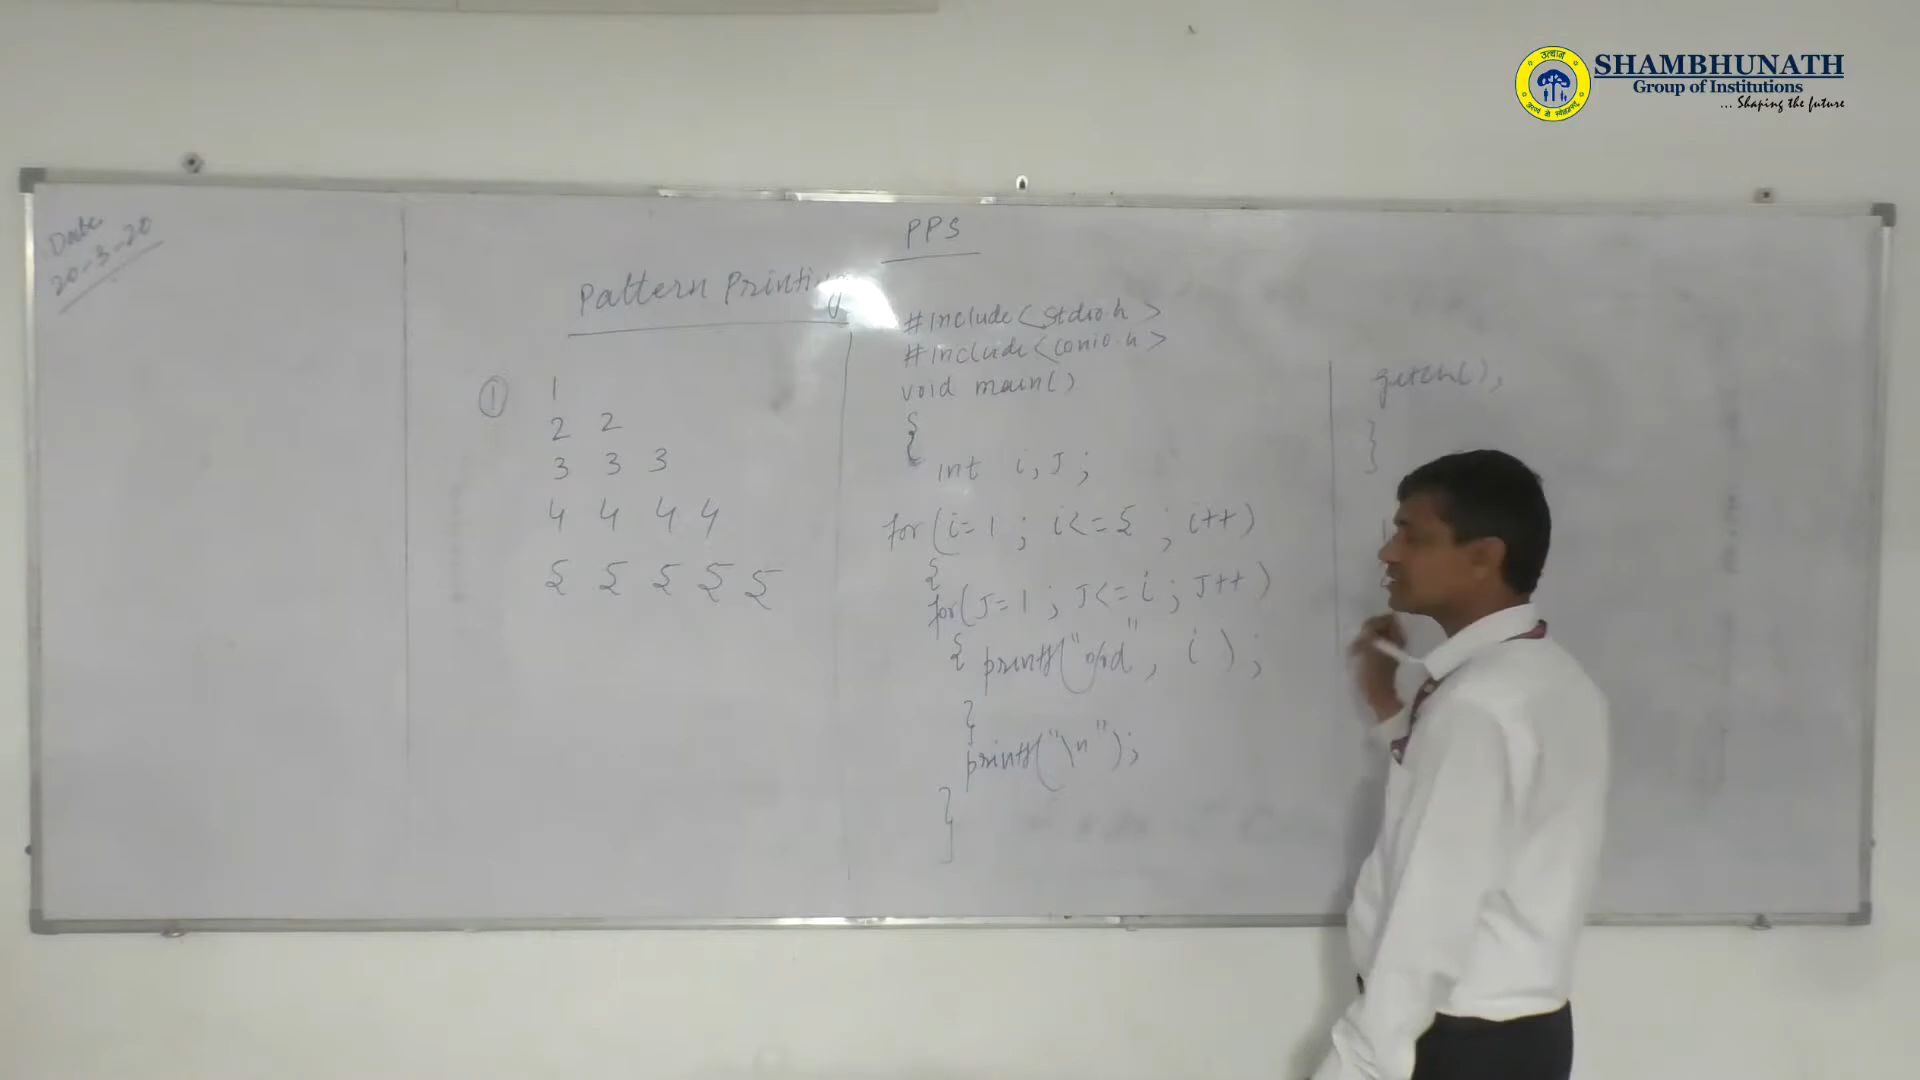 उत्थान
SHAMBHUNATH
Group of Institutions
... Shaping the future
Date
20-3-20
PPS
Pattern Printing
①
1
2 2
3 3 3
4 4 4 4
5 5 5 5 5
#include<stdio.h>
#include<conio.h>
void main()
{
int i, J ;
for (i=1 ; i<=5 ; i++)
{
for(J=1 ; J<=i ; J++)
{ printf("%d", i ) ;
}
printf("\n");
}
getch();
}